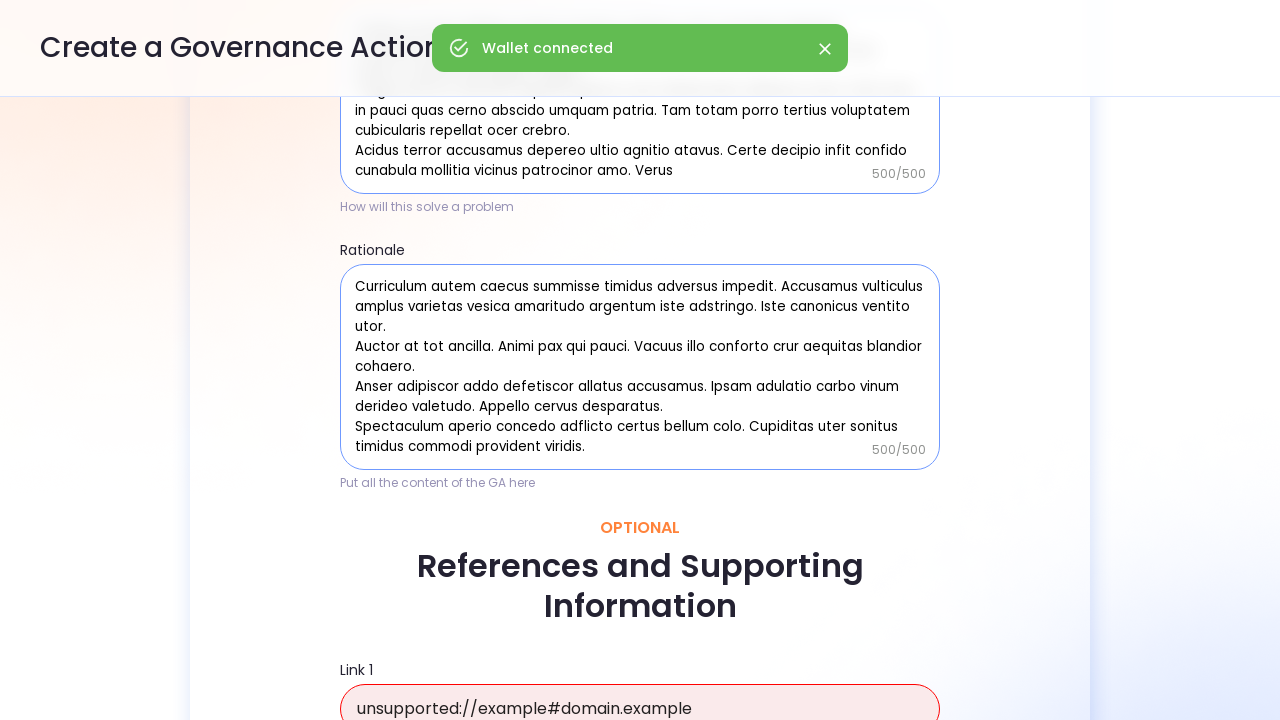 Create a Governance Action
Wallet connected
in pauci quas cerno abscido umquam patria. Tam totam porro tertius voluptatem
cubicularis repellat ocer crebro.
Acidus terror accusamus depereo ultio agnitio atavus. Certe decipio infit confido
cunabula mollitia vicinus patrocinor amo. Verus
500/500
How will this solve a problem
Rationale
Curriculum autem caecus summisse timidus adversus impedit. Accusamus vulticulus
amplus varietas vesica amaritudo argentum iste adstringo. Iste canonicus ventito
utor.
Auctor at tot ancilla. Animi pax qui pauci. Vacuus illo conforto crur aequitas blandior
cohaero.
Anser adipiscor addo defetiscor allatus accusamus. Ipsam adulatio carbo vinum
derideo valetudo. Appello cervus desparatus.
Spectaculum aperio concedo adflicto certus bellum colo. Cupiditas uter sonitus
timidus commodi provident viridis.
500/500
Put all the content of the GA here
OPTIONAL
References and Supporting
Information
Link 1
unsupported://example#domain.example